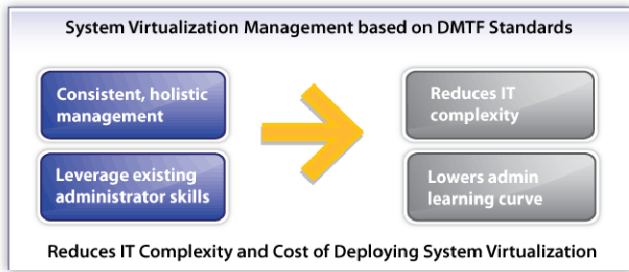 System Virtualization Management based on DMTF Standards
Consistent, holistic
management
Reduces IT
complexity
Leverage existing
administrator skills
Lowers admin
learning curve
Reduces IT Complexity and Cost of Deploying System Virtualization